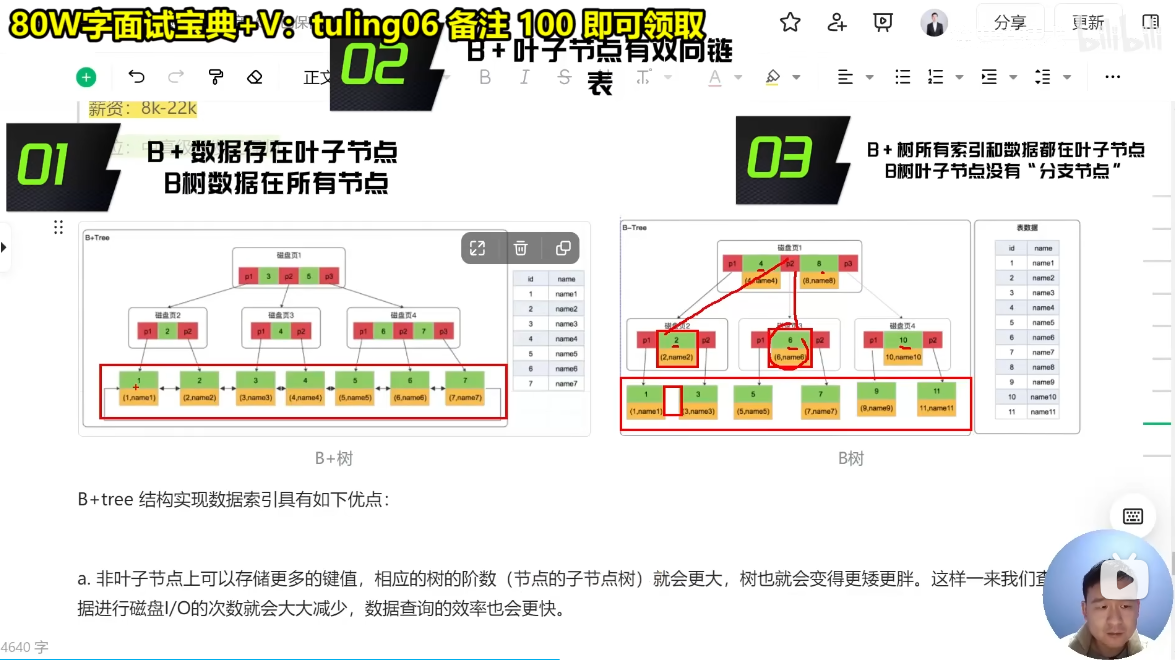 80W字面试宝典+V：tuling06 备注 100 即可领取
分享
更新
bilibili
正文
B
I
S
02
B+叶子节点有双向链
表
薪资：8k-22k
01
B+数据存在叶子节点
B树数据在所有节点
03
B+树所有索引和数据都在叶子节点
B树叶子节点没有“分支节点”
B+Tree
磁盘页1
p1 3 p2 5 p3
磁盘页2
磁盘页3
磁盘页4
p1 2 p2
p1 4 p2
p1 6 p2 7 p3
1 2 3 4 5 6 7
(1,name1) (2,name2) (3,name3) (4,name4) (5,name5) (6,name6) (7,name7)
id name
1 name1
2 name2
3 name3
4 name4
5 name5
6 name6
7 name7
B+树
B-Tree
磁盘页1
p1 4 p2 8 p3
(4,name4) (8,name8)
磁盘页2
磁盘页4
p1 2 p2
p1 6 p2
p1 10 p2
(2,name2) (6,name6) 10,name10
1 3 5 7 9 11
(1,name1) (3,name3) (5,name5) (7,name7) (9,name9) 11,name11
表数据
id name
1 name1
2 name2
3 name3
4 name4
5 name5
6 name6
7 name7
8 name8
9 name9
10 name10
11 name11
B树
B+tree 结构实现数据索引具有如下优点：
a. 非叶子节点上可以存储更多的键值，相应的树的阶数（节点的子节点树）就会更大，树也就会变得更矮更胖。这样一来我们
据进行磁盘I/O的次数就会大大减少，数据查询的效率也会更快。
4640 字